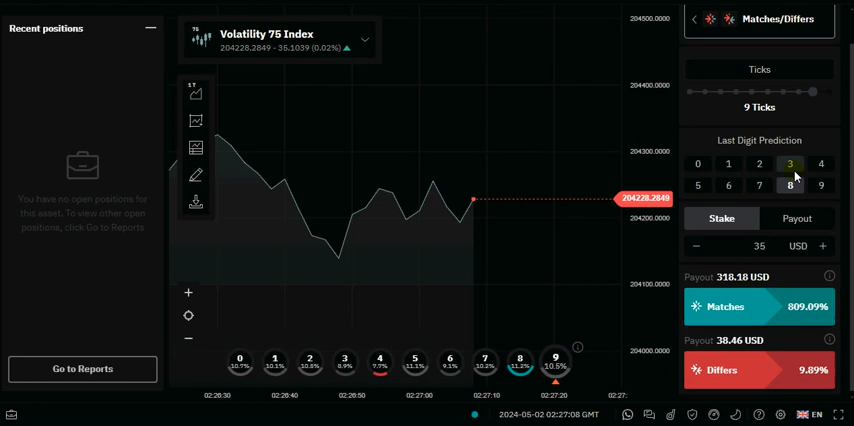 Recent positions
You have no open positions for
this asset. To view other open
positions, click Go to Reports
Go to Reports
75
Volatility 75 Index
204228.2849 - 35.1039 (0.02%)
1 T
204500.0000
204400.0000
204300.0000
204228.2849
204200.0000
204100.0000
204000.0000
0 10.7%
1 10.1%
2 10.8%
3 8.9%
4 7.7%
5 11.1%
6 9.1%
7 10.2%
8 11.2%
9 10.5%
02:26:30
02:26:40
02:26:50
02:27:00
02:27:10
02:27:20
02:27:
Matches/Differs
Ticks
9 Ticks
Last Digit Prediction
0 1 2 3 4
5 6 7 8 9
Stake Payout
− 35 USD +
Payout 318.18 USD
Matches 809.09%
Payout 38.46 USD
Differs 9.89%
2024-05-02 02:27:08 GMT
EN